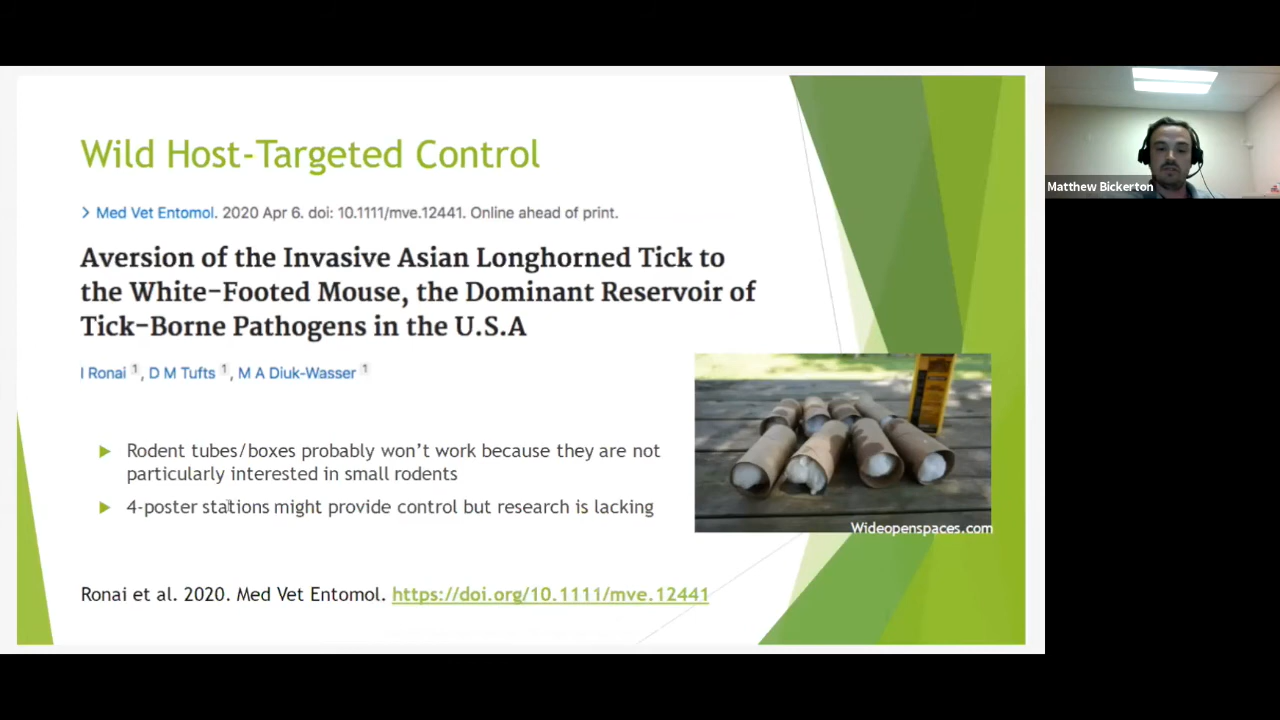 Wild Host-Targeted Control
> Med Vet Entomol. 2020 Apr 6. doi: 10.1111/mve.12441. Online ahead of print.
Aversion of the Invasive Asian Longhorned Tick to
the White-Footed Mouse, the Dominant Reservoir of
Tick-Borne Pathogens in the U.S.A
I Ronai 1, D M Tufts 1, M A Diuk-Wasser 1
Rodent tubes/boxes probably won't work because they are not
particularly interested in small rodents
4-poster stations might provide control but research is lacking
Wideopenspaces.com
Ronai et al. 2020. Med Vet Entomol. https://doi.org/10.1111/mve.12441
Matthew Bickerton